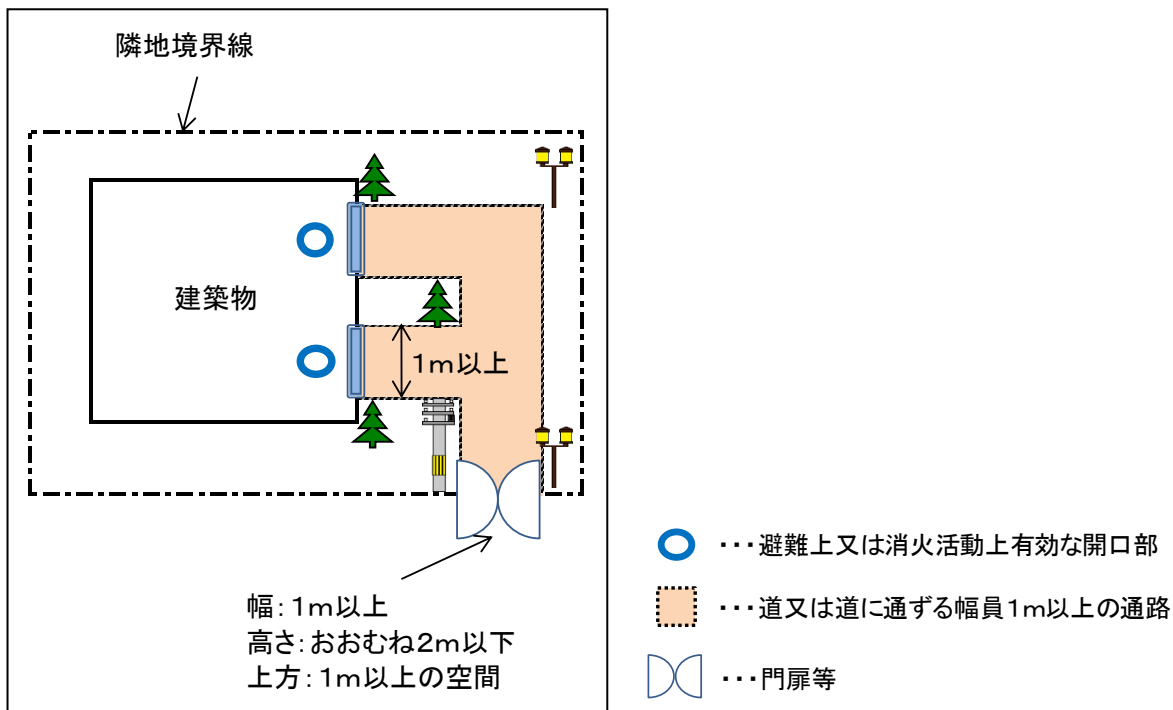 隣地境界線
建築物
1m以上
幅:1m以上
高さ:おおむね2m以下
上方:1m以上の空間
・・・避難上又は消火活動上有効な開口部
・・・道又は道に通ずる幅員1m以上の通路
・・・門扉等